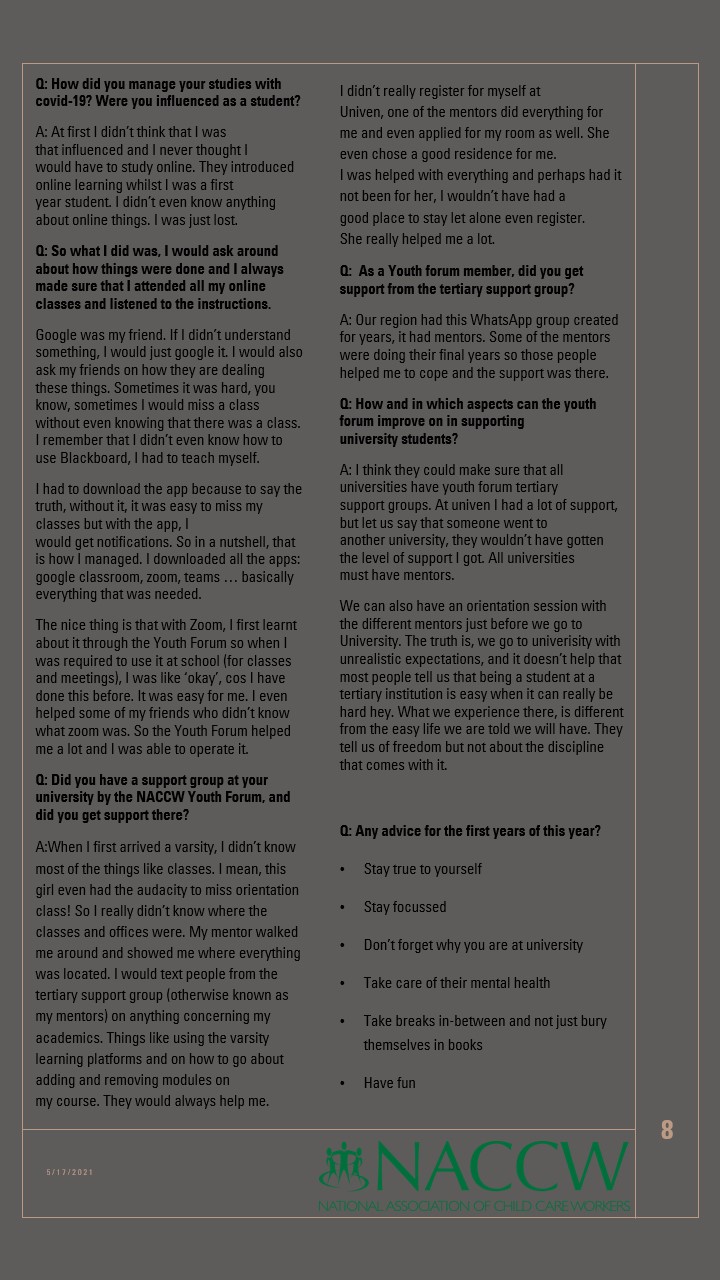 Q: How did you manage your studies with
covid-19? Were you influenced as a student?
A: At first I didn't think that I was
that influenced and I never thought I
would have to study online. They introduced
online learning whilst I was a first
year student. I didn't even know anything
about online things. I was just lost.
Q: So what I did was, I would ask around
about how things were done and I always
made sure that I attended all my online
classes and listened to the instructions.
Google was my friend. If I didn't understand
something, I would just google it. I would also
ask my friends on how they are dealing
these things. Sometimes it was hard, you
know, sometimes I would miss a class
without even knowing that there was a class.
I remember that I didn't even know how to
use Blackboard, I had to teach myself.
I had to download the app because to say the
truth, without it, it was easy to miss my
classes but with the app, I
would get notifications. So in a nutshell, that
is how I managed. I downloaded all the apps:
google classroom, zoom, teams … basically
everything that was needed.
The nice thing is that with Zoom, I first learnt
about it through the Youth Forum so when I
was required to use it at school (for classes
and meetings), I was like 'okay', cos I have
done this before. It was easy for me. I even
helped some of my friends who didn't know
what zoom was. So the Youth Forum helped
me a lot and I was able to operate it.
Q: Did you have a support group at your
university by the NACCW Youth Forum, and
did you get support there?
A:When I first arrived a varsity, I didn't know
most of the things like classes. I mean, this
girl even had the audacity to miss orientation
class! So I really didn't know where the
classes and offices were. My mentor walked
me around and showed me where everything
was located. I would text people from the
tertiary support group (otherwise known as
my mentors) on anything concerning my
academics. Things like using the varsity
learning platforms and on how to go about
adding and removing modules on
my course. They would always help me.
I didn't really register for myself at
Univen, one of the mentors did everything for
me and even applied for my room as well. She
even chose a good residence for me.
I was helped with everything and perhaps had it
not been for her, I wouldn't have had a
good place to stay let alone even register.
She really helped me a lot.
Q:  As a Youth forum member, did you get
support from the tertiary support group?
A: Our region had this WhatsApp group created
for years, it had mentors. Some of the mentors
were doing their final years so those people
helped me to cope and the support was there.
Q: How and in which aspects can the youth
forum improve on in supporting
university students?
A: I think they could make sure that all
universities have youth forum tertiary
support groups. At univen I had a lot of support,
but let us say that someone went to
another university, they wouldn't have gotten
the level of support I got. All universities
must have mentors.
We can also have an orientation session with
the different mentors just before we go to
University. The truth is, we go to univerisity with
unrealistic expectations, and it doesn't help that
most people tell us that being a student at a
tertiary institution is easy when it can really be
hard hey. What we experience there, is different
from the easy life we are told we will have. They
tell us of freedom but not about the discipline
that comes with it.
Q: Any advice for the first years of this year?
• Stay true to yourself
• Stay focussed
• Don't forget why you are at university
• Take care of their mental health
• Take breaks in-between and not just bury
themselves in books
• Have fun
8
5/17/2021
NACCW
NATIONAL ASSOCIATION OF CHILD CARE WORKERS